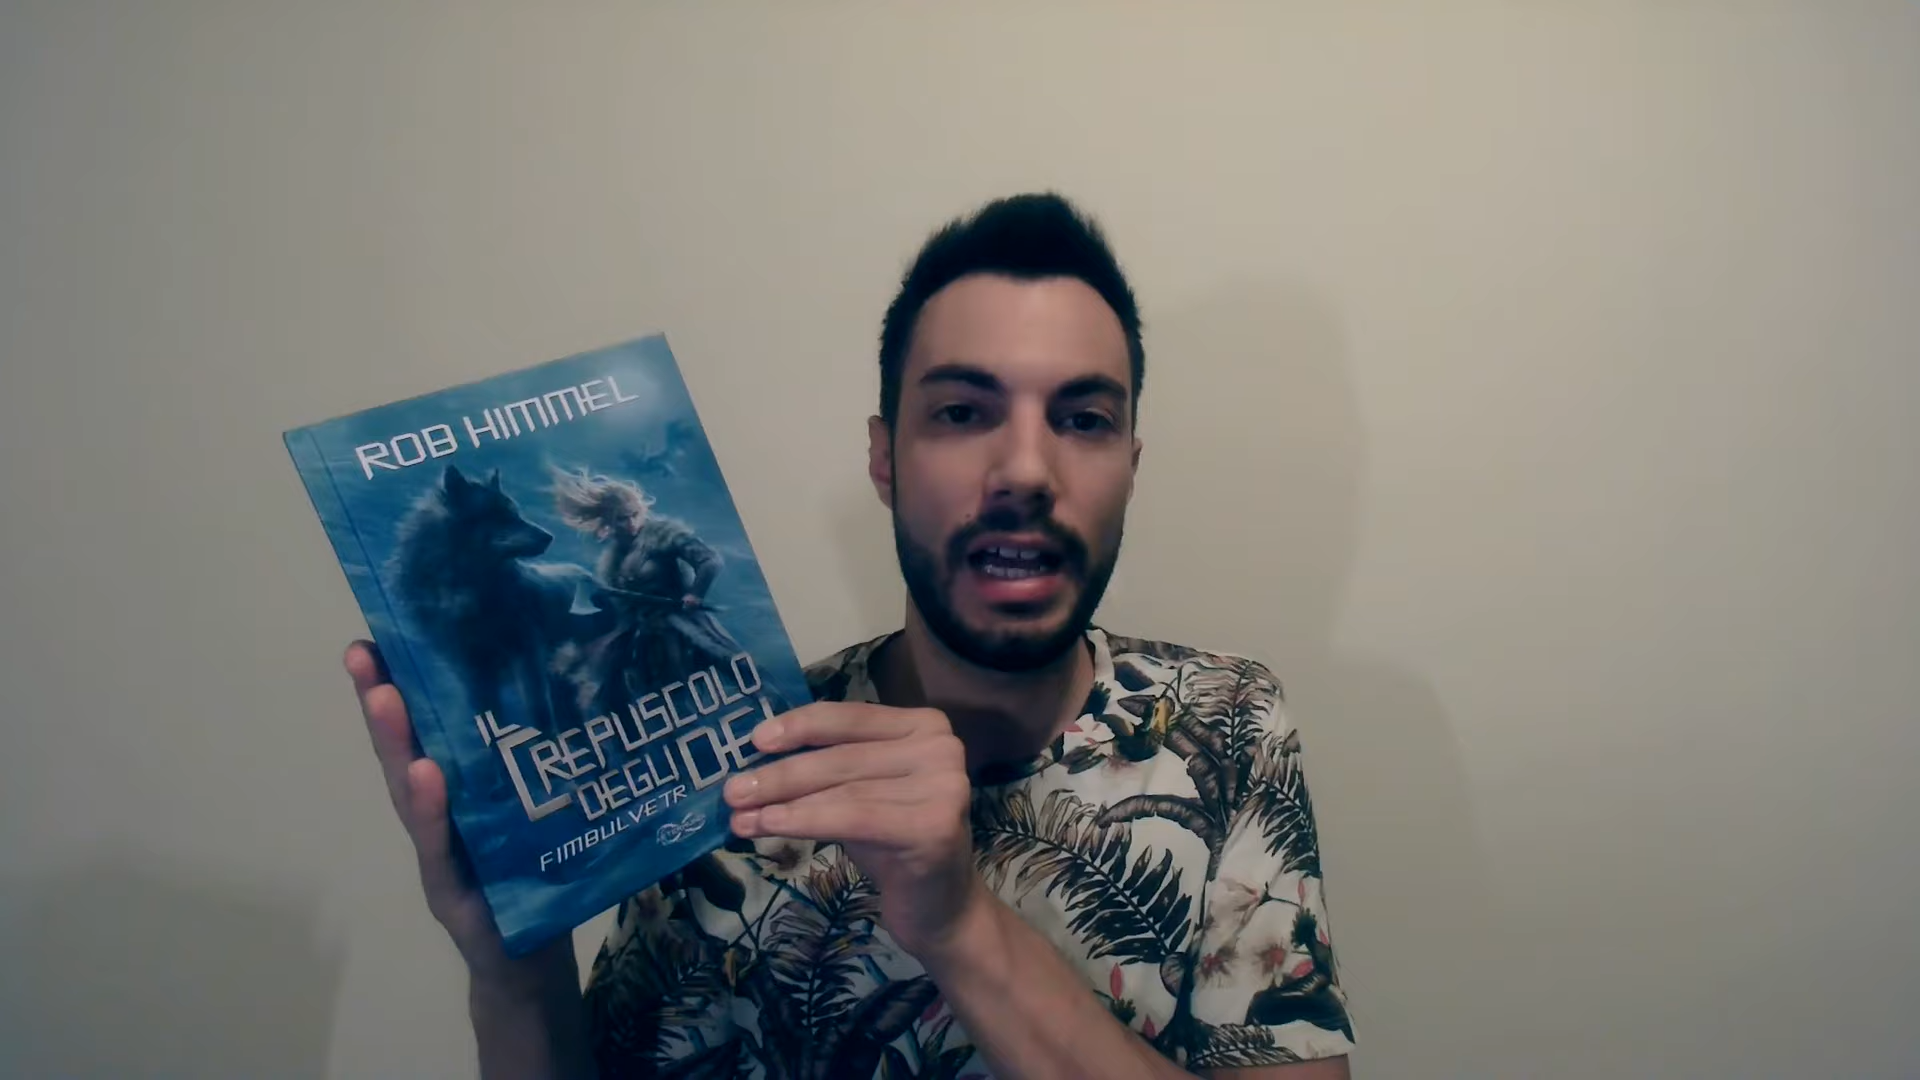 ROB HIMMEL
IL
CREPUSCOLO
DEGLI DEI
FIMBULVETR